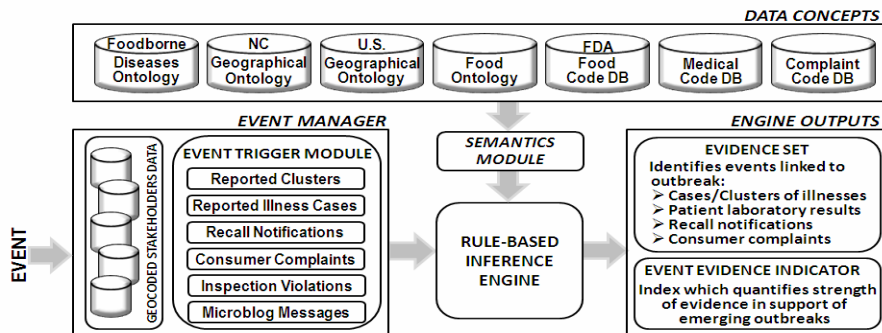 DATA CONCEPTS
Foodborne
Diseases
Ontology
NC
Geographical
Ontology
U.S.
Geographical
Ontology
Food
Ontology
FDA
Food
Code DB
Medical
Code DB
Complaint
Code DB
EVENT MANAGER
EVENT
GEOCODED STAKEHOLDERS DATA
EVENT TRIGGER MODULE
Reported Clusters
Reported Illness Cases
Recall Notifications
Consumer Complaints
Inspection Violations
Microblog Messages
SEMANTICS
MODULE
RULE-BASED
INFERENCE
ENGINE
ENGINE OUTPUTS
EVIDENCE SET
Identifies events linked to
outbreak:
➢ Cases/Clusters of illnesses
➢ Patient laboratory results
➢ Recall notifications
➢ Consumer complaints
EVENT EVIDENCE INDICATOR
Index which quantifies strength
of evidence in support of
emerging outbreaks